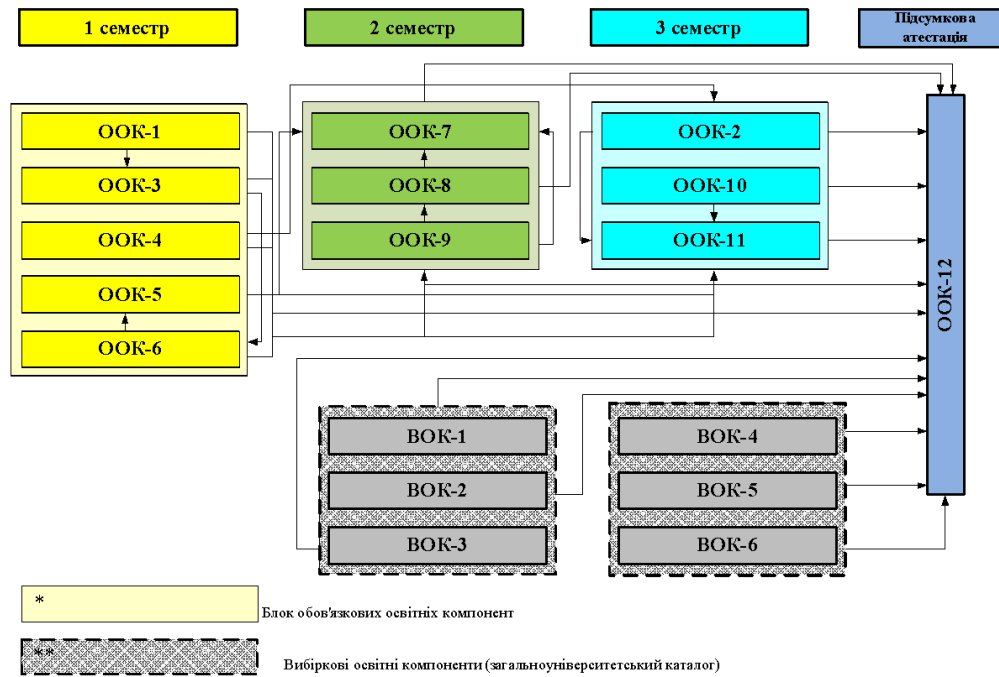 1 семестр
2 семестр
3 семестр
Підсумкова
атестація
ООК-1
ООК-3
ООК-4
ООК-5
ООК-6
ООК-7
ООК-8
ООК-9
ООК-2
ООК-10
ООК-11
ООК-12
ВОК-1
ВОК-2
ВОК-3
ВОК-4
ВОК-5
ВОК-6
*
Блок обов'язкових освітніх компонент
**
Вибіркові освітні компоненти (загальноуніверситетський каталог)